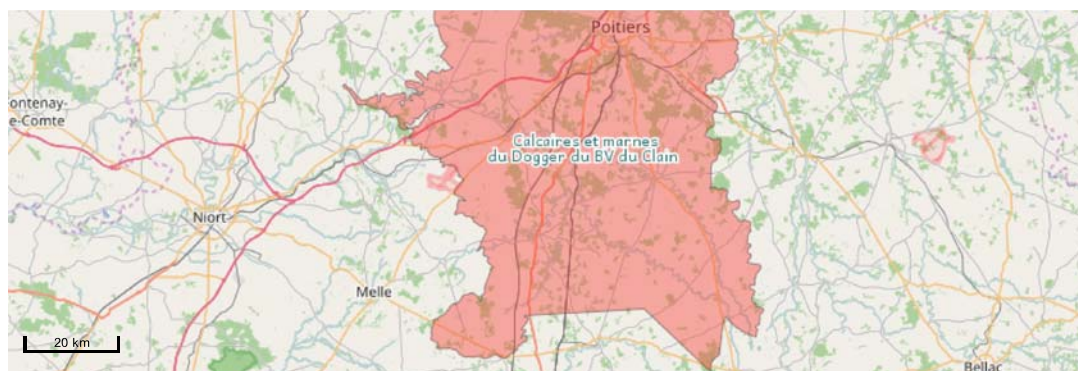 Poitiers
ontenay-
e-Comte
Calcaires et marnes
du Dogger du BV du Clain
Niort
Melle
20 km
Bellac